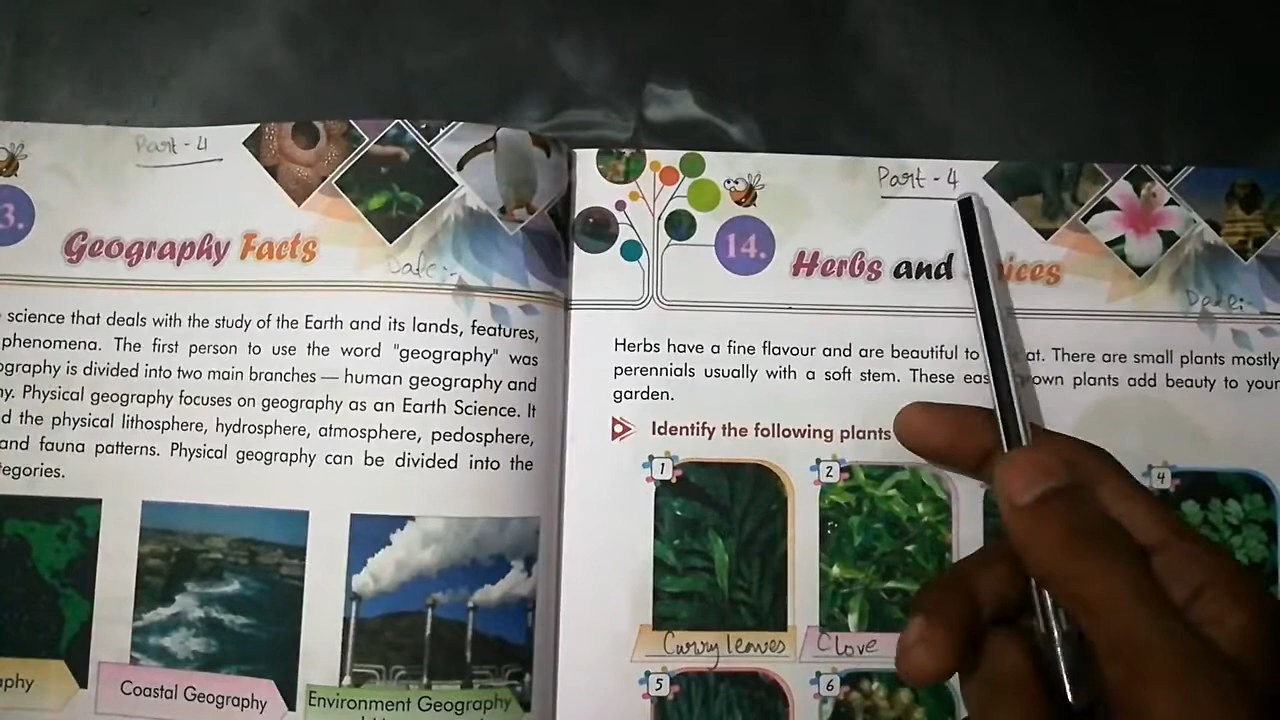 Part - 4
3.
Geography Facts
Date:-
science that deals with the study of the Earth and its lands, features,
phenomena. The first person to use the word "geography" was
ography is divided into two main branches — human geography and
Physical geography focuses on geography as an Earth Science. It
the physical lithosphere, hydrosphere, atmosphere, pedosphere,
and fauna patterns. Physical geography can be divided into the
tegories.
aphy
Coastal Geography
Environment Geography
Part - 4
14.
Herbs and ices
Date:-
Herbs have a fine flavour and are beautiful to at. There are small plants mostly
perennials usually with a soft stem. These eas own plants add beauty to your
garden.
Identify the following plants
1
2
4
Curry leaves
Clove
5
6